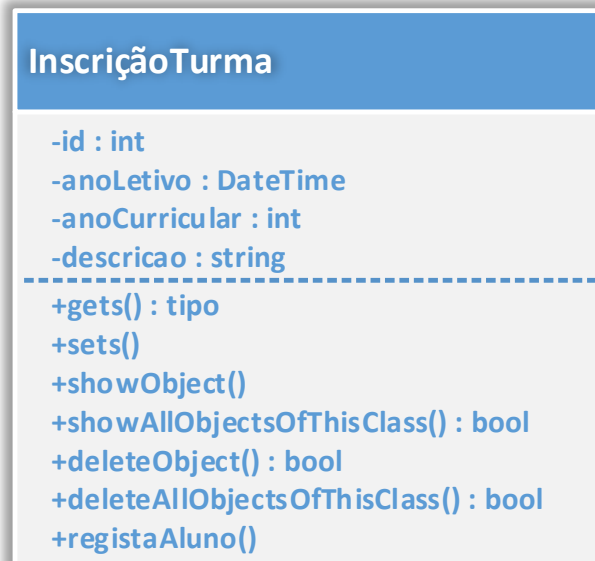 InscriçãoTurma
-id : int
-anoLetivo : DateTime
-anoCurricular : int
-descricao : string
+gets() : tipo
+sets()
+showObject()
+showAllObjectsOfThisClass() : bool
+deleteObject() : bool
+deleteAllObjectsOfThisClass() : bool
+registaAluno()